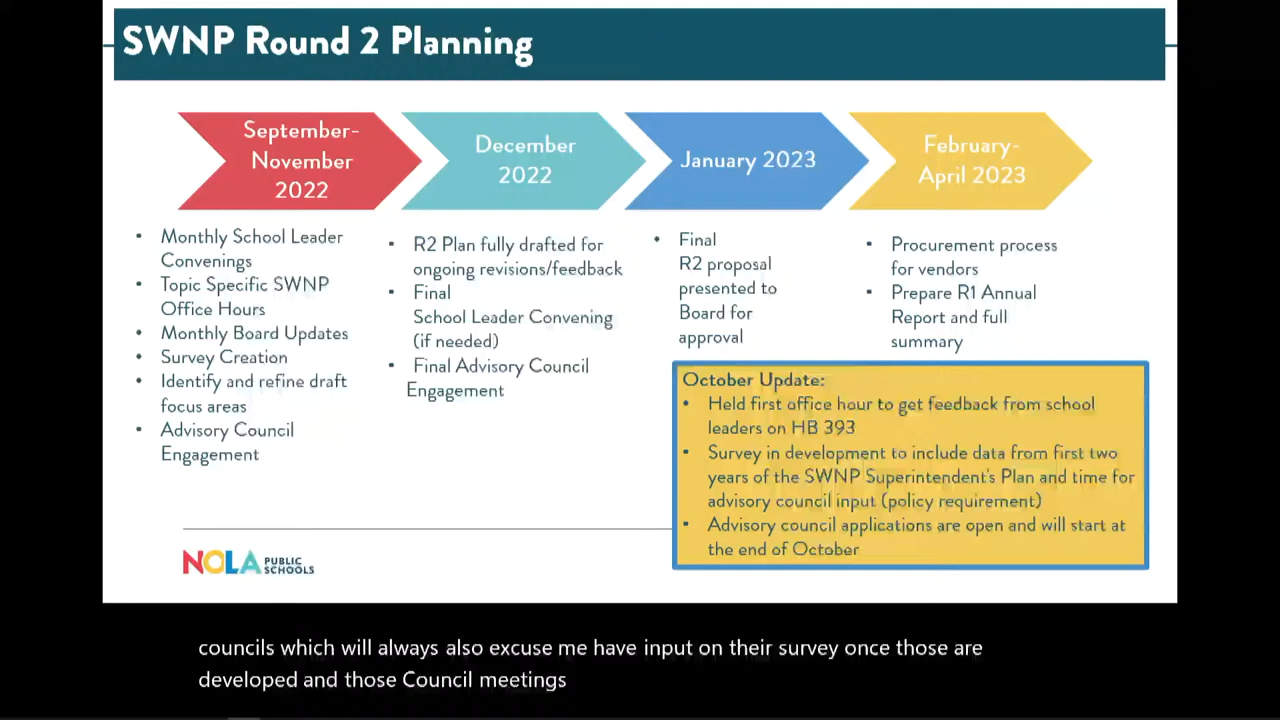 SWNP Round 2 Planning
September-
November
2022
December
2022
January 2023
February-
April 2023
• Monthly School Leader
Convenings
• Topic Specific SWNP
Office Hours
• Monthly Board Updates
• Survey Creation
• Identify and refine draft
focus areas
• Advisory Council
Engagement
• R2 Plan fully drafted for
ongoing revisions/feedback
• Final
School Leader Convening
(if needed)
• Final Advisory Council
Engagement
• Final
R2 proposal
presented to
Board for
approval
• Procurement process
for vendors
• Prepare R1 Annual
Report and full
summary
October Update:
• Held first office hour to get feedback from school
leaders on HB 393
• Survey in development to include data from first two
years of the SWNP Superintendent's Plan and time for
advisory council input (policy requirement)
• Advisory council applications are open and will start at
the end of October
NOLA PUBLIC
SCHOOLS
councils which will always also excuse me have input on their survey once those are
developed and those Council meetings